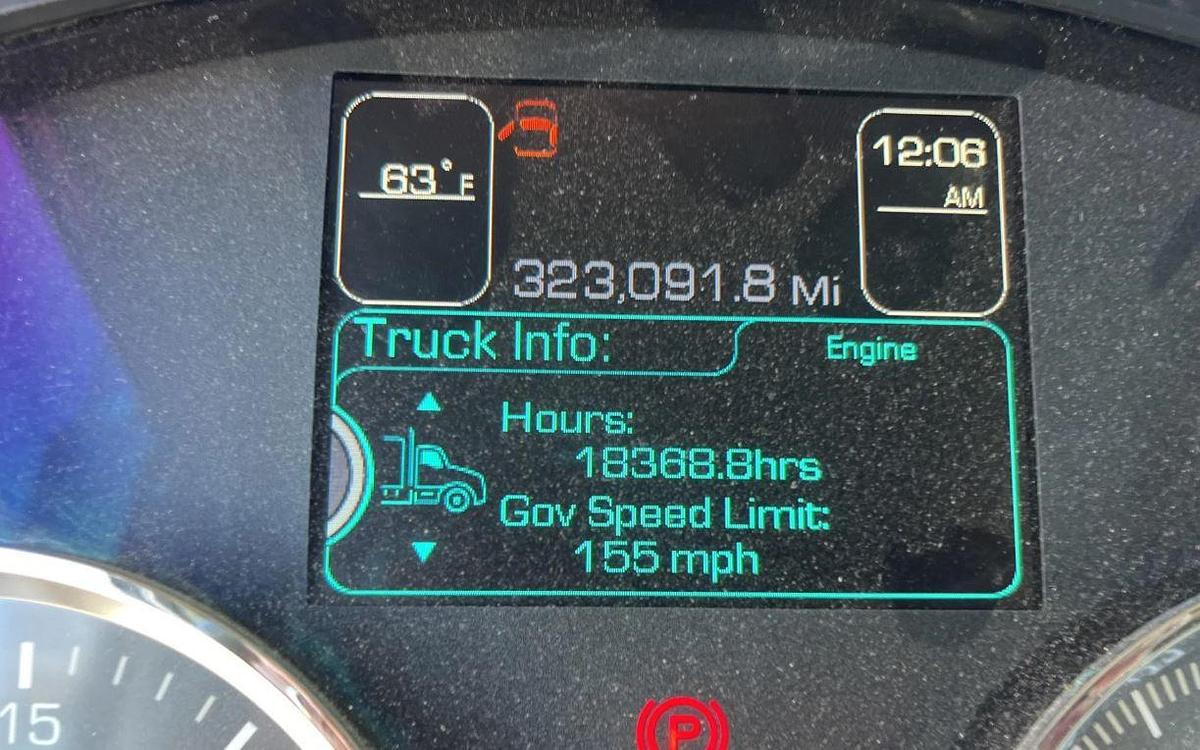 63°F
12:06
AM
323,091.8 Mi
Truck Info:
Engine
Hours:
18368.8hrs
Gov Speed Limit:
155 mph
15
P